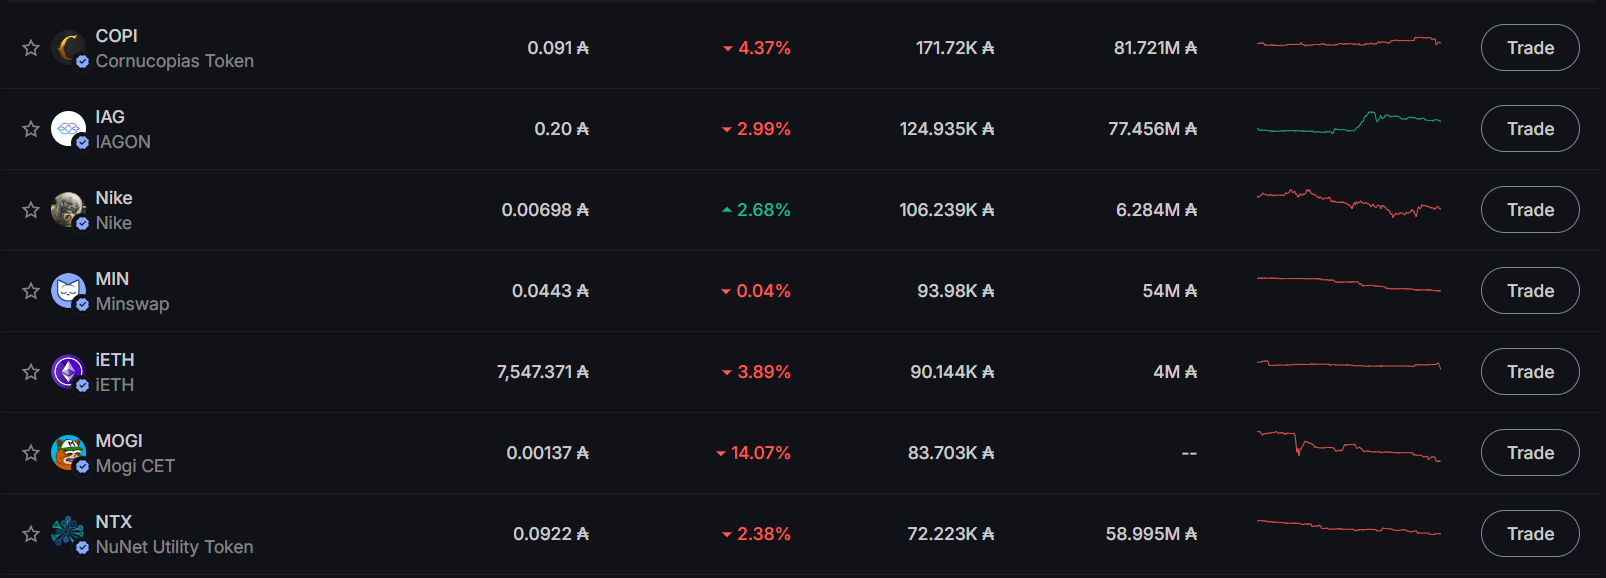 COPI
Cornucopias Token
0.091 ₳ 4.37% 171.72K ₳ 81.721M ₳ Trade
IAG
IAGON
0.20 ₳ 2.99% 124.935K ₳ 77.456M ₳ Trade
Nike
Nike
0.00698 ₳ 2.68% 106.239K ₳ 6.284M ₳ Trade
MIN
Minswap
0.0443 ₳ 0.04% 93.98K ₳ 54M ₳ Trade
iETH
iETH
7,547.371 ₳ 3.89% 90.144K ₳ 4M ₳ Trade
MOGI
Mogi CET
0.00137 ₳ 14.07% 83.703K ₳ -- Trade
NTX
NuNet Utility Token
0.0922 ₳ 2.38% 72.223K ₳ 58.995M ₳ Trade